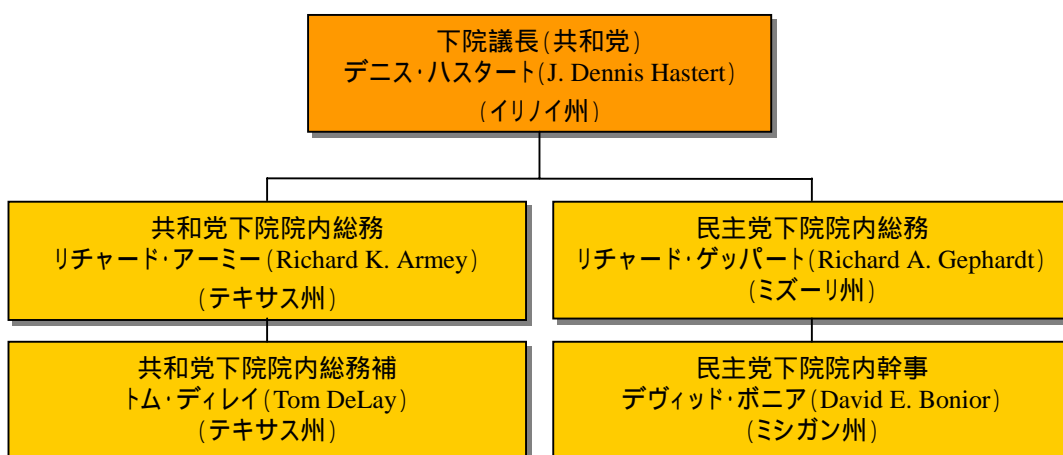 下院議長(共和党)
デニス・ハスタート(J. Dennis Hastert)
(イリノイ州)
共和党下院院内総務
リチャード・アーミー(Richard K. Armey)
(テキサス州)
民主党下院院内総務
リチャード・ゲッパート(Richard A. Gephardt)
(ミズーリ州)
共和党下院院内総務補
トム・ディレイ(Tom DeLay)
(テキサス州)
民主党下院院内幹事
デヴィッド・ボニア(David E. Bonior)
(ミシガン州)